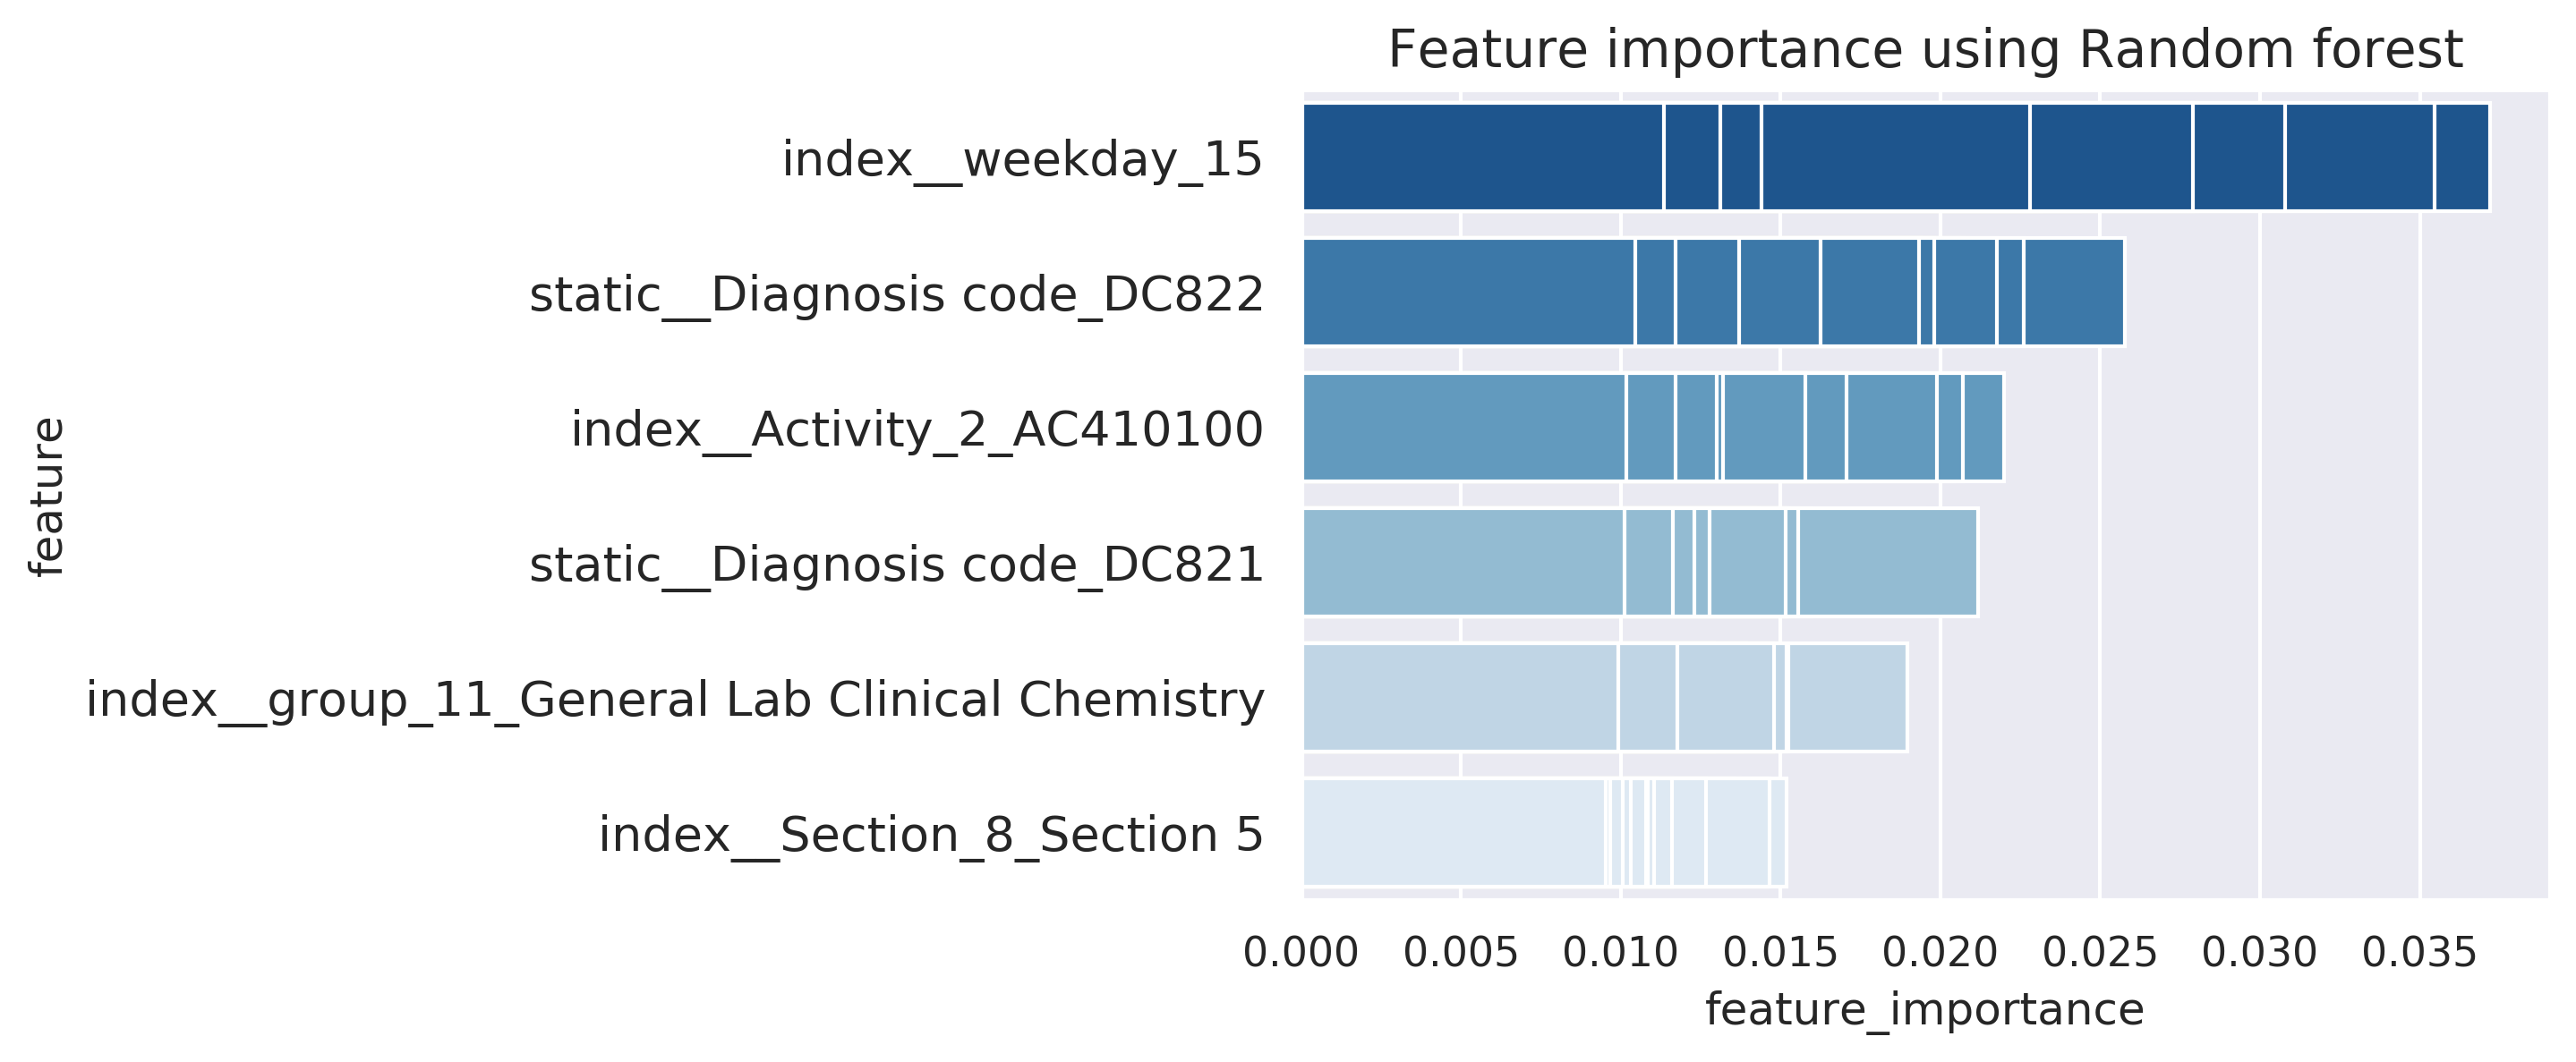 Feature importance using Random forest
feature
index__weekday_15
static__Diagnosis code_DC822
index__Activity_2_AC410100
static__Diagnosis code_DC821
index__group_11_General Lab Clinical Chemistry
index__Section_8_Section 5
0.000 0.005 0.010 0.015 0.020 0.025 0.030 0.035
feature_importance